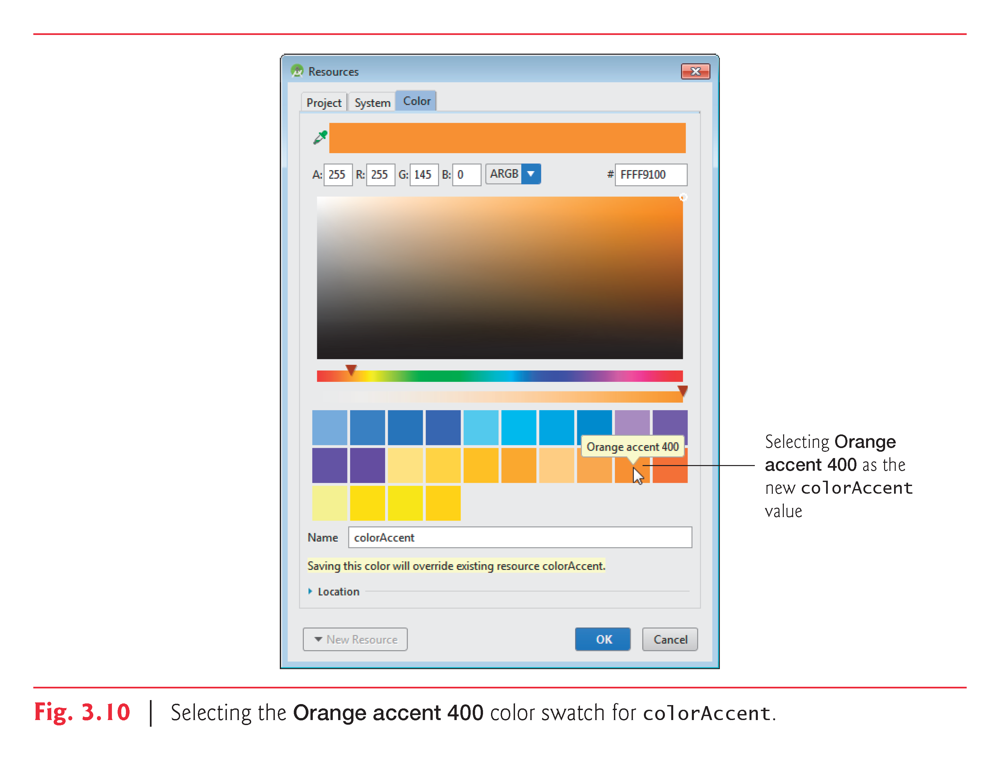 Resources
Project System Color
A: 255 R: 255 G: 145 B: 0 ARGB # FFFF9100
Orange accent 400
Selecting Orange
accent 400 as the
new colorAccent
value
Name colorAccent
Saving this color will override existing resource colorAccent.
Location
New Resource OK Cancel
Fig. 3.10 | Selecting the Orange accent 400 color swatch for colorAccent.